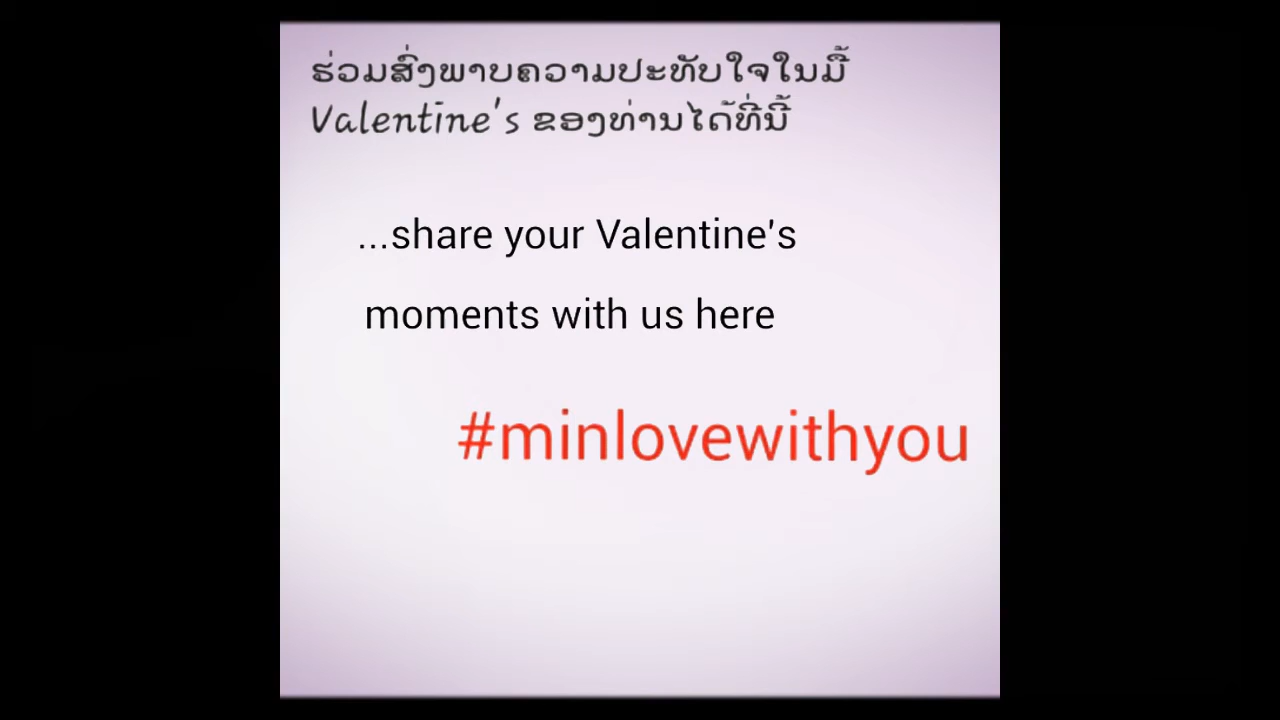 ຮ່ວມສົ່ງພາບຄວາມປະທັບໃຈໃນມື້
Valentine's ຂອງທ່ານໄດ້ທີ່ນີ້
...share your Valentine's
moments with us here
#minlovewithyou